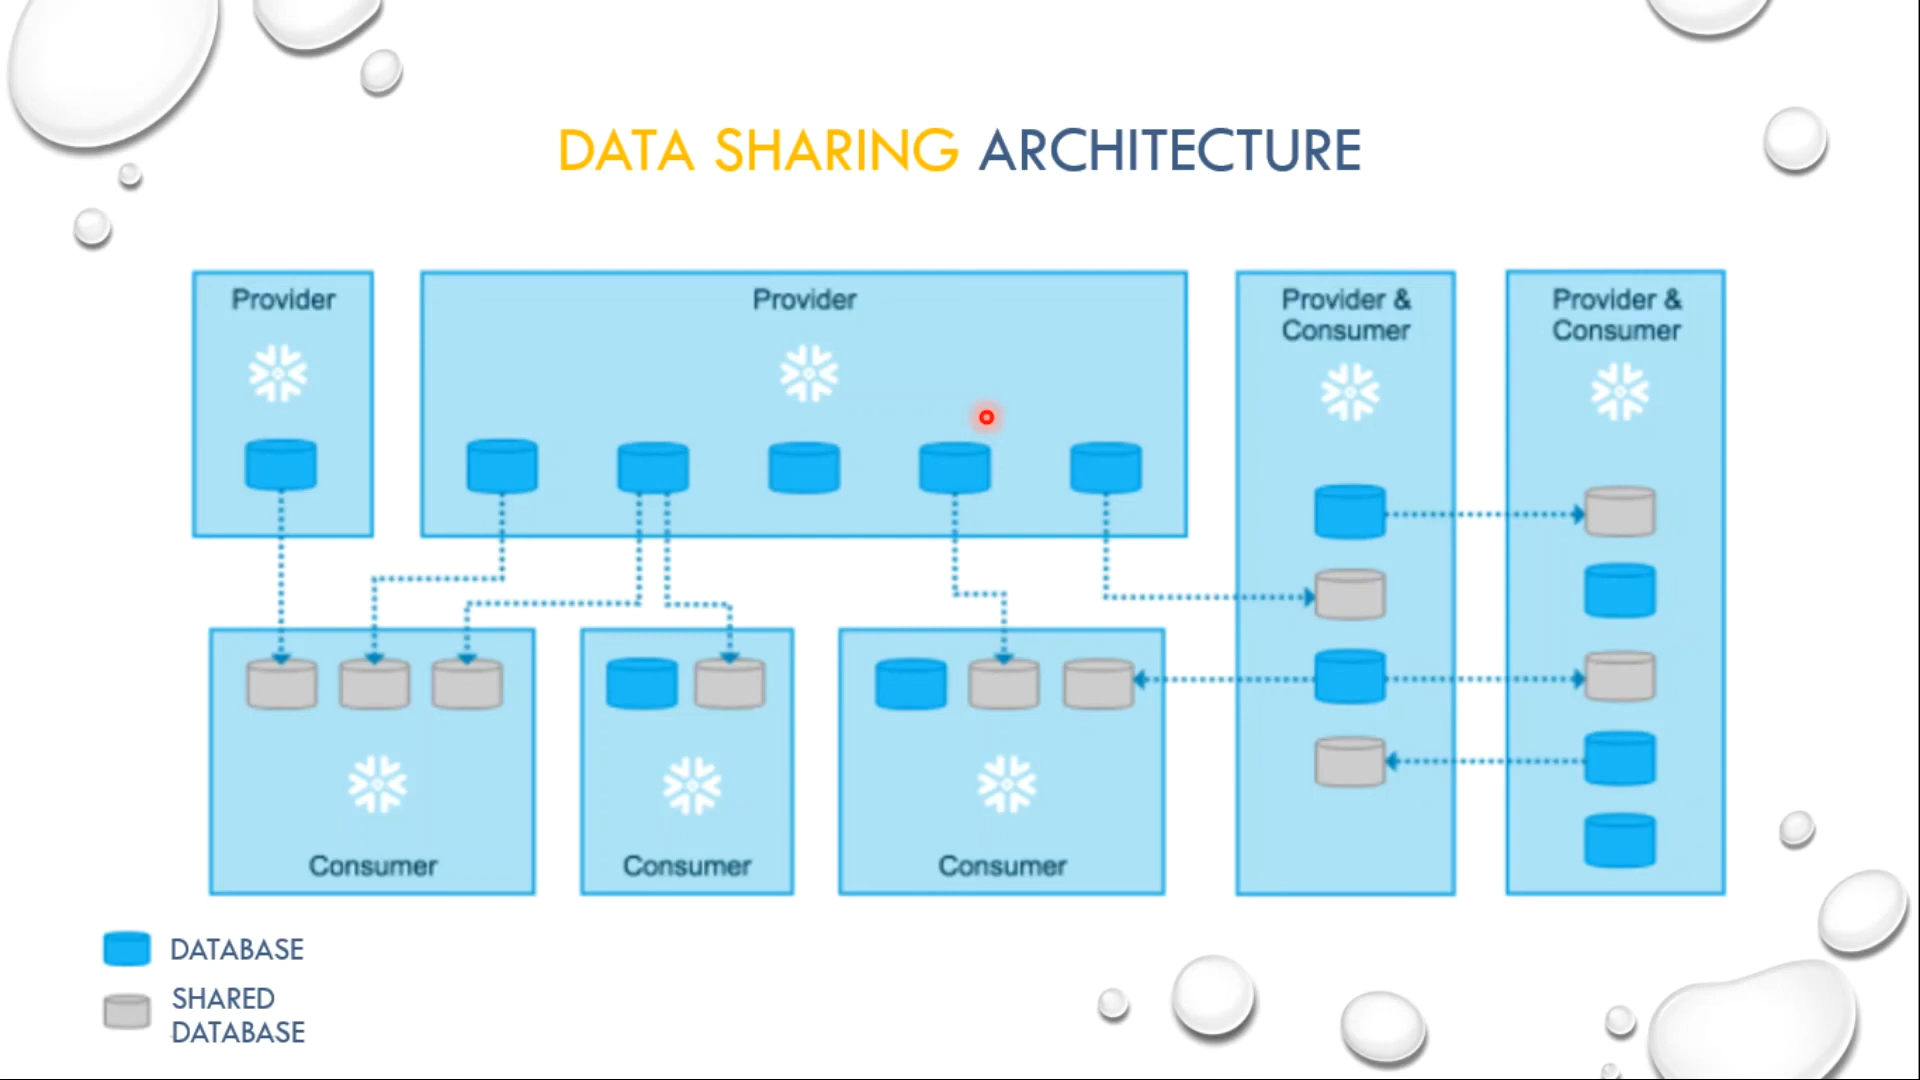 DATA SHARING ARCHITECTURE
Provider
Provider
Provider &
Consumer
Provider &
Consumer
Consumer
Consumer
Consumer
DATABASE
SHARED
DATABASE